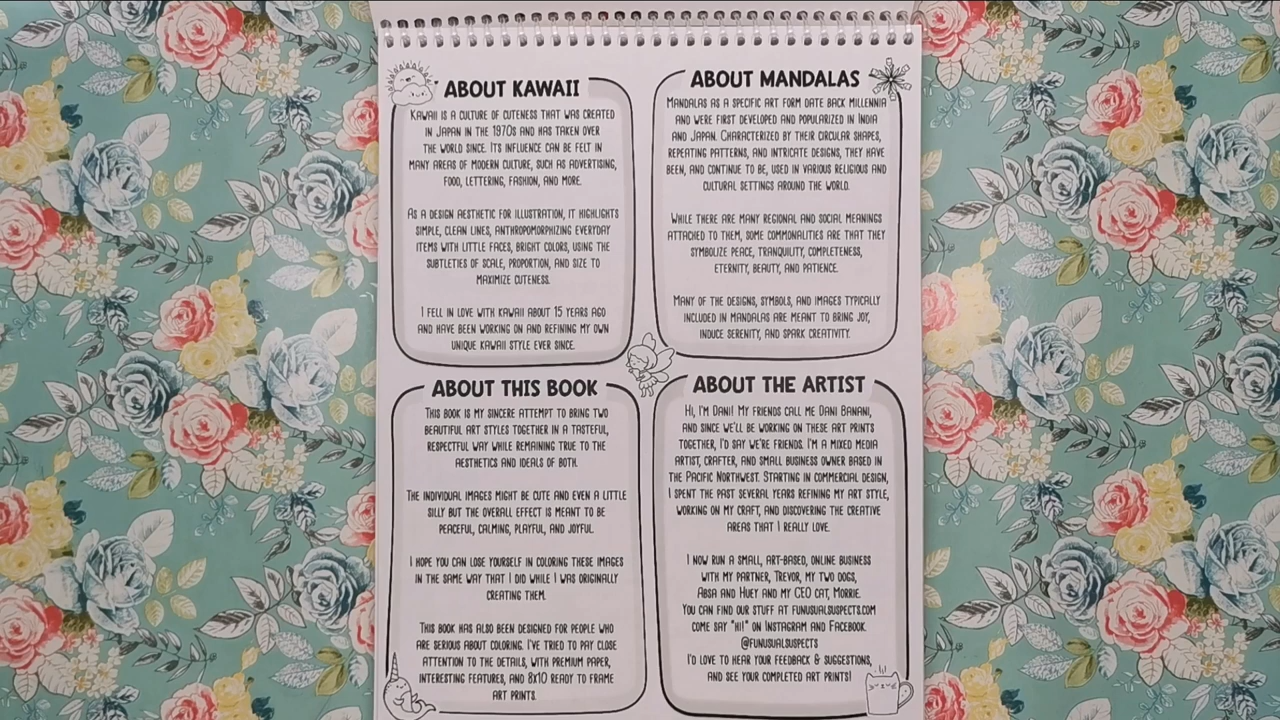 ABOUT KAWAII
KAWAII IS A CULTURE OF CUTENESS THAT WAS CREATED
IN JAPAN IN THE 1970S AND HAS TAKEN OVER
THE WORLD SINCE. ITS INFLUENCE CAN BE FELT IN
MANY AREAS OF MODERN CULTURE, SUCH AS ADVERTISING,
FOOD, LETTERING, FASHION, AND MORE.
AS A DESIGN AESTHETIC FOR ILLUSTRATION, IT HIGHLIGHTS
SIMPLE, CLEAN LINES, ANTHROPOMORPHIZING EVERYDAY
ITEMS WITH LITTLE FACES, BRIGHT COLORS, USING THE
SUBTLETIES OF SCALE, PROPORTION, AND SIZE TO
MAXIMIZE CUTENESS.
I FELL IN LOVE WITH KAWAII ABOUT 15 YEARS AGO
AND HAVE BEEN WORKING ON AND REFINING MY OWN
UNIQUE KAWAII STYLE EVER SINCE.
ABOUT MANDALAS
MANDALAS AS A SPECIFIC ART FORM DATE BACK MILLENNIA
AND WERE FIRST DEVELOPED AND POPULARIZED IN INDIA
AND JAPAN. CHARACTERIZED BY THEIR CIRCULAR SHAPES,
REPEATING PATTERNS, AND INTRICATE DESIGNS, THEY HAVE
BEEN, AND CONTINUE TO BE, USED IN VARIOUS RELIGIOUS AND
CULTURAL SETTINGS AROUND THE WORLD.
WHILE THERE ARE MANY REGIONAL AND SOCIAL MEANINGS
ATTACHED TO THEM, SOME COMMONALITIES ARE THAT THEY
SYMBOLIZE PEACE, TRANQUILITY, COMPLETENESS,
ETERNITY, BEAUTY, AND PATIENCE.
MANY OF THE DESIGNS, SYMBOLS, AND IMAGES TYPICALLY
INCLUDED IN MANDALAS ARE MEANT TO BRING JOY,
INDUCE SERENITY, AND SPARK CREATIVITY.
ABOUT THIS BOOK
THIS BOOK IS MY SINCERE ATTEMPT TO BRING TWO
BEAUTIFUL ART STYLES TOGETHER IN A TASTEFUL,
RESPECTFUL WAY WHILE REMAINING TRUE TO THE
AESTHETICS AND IDEALS OF BOTH.
THE INDIVIDUAL IMAGES MIGHT BE CUTE AND EVEN A LITTLE
SILLY BUT THE OVERALL EFFECT IS MEANT TO BE
PEACEFUL, CALMING, PLAYFUL, AND JOYFUL.
I HOPE YOU CAN LOSE YOURSELF IN COLORING THESE IMAGES
IN THE SAME WAY THAT I DID WHILE I WAS ORIGINALLY
CREATING THEM.
THIS BOOK HAS ALSO BEEN DESIGNED FOR PEOPLE WHO
ARE SERIOUS ABOUT COLORING. I'VE TRIED TO PAY CLOSE
ATTENTION TO THE DETAILS, WITH PREMIUM PAPER,
INTERESTING FEATURES, AND 8X10 READY TO FRAME
ART PRINTS.
ABOUT THE ARTIST
HI, I'M DANI! MY FRIENDS CALL ME DANI BANANI,
AND SINCE WE'LL BE WORKING ON THESE ART PRINTS
TOGETHER, I'D SAY WE'RE FRIENDS. I'M A MIXED MEDIA
ARTIST, CRAFTER, AND SMALL BUSINESS OWNER BASED IN
THE PACIFIC NORTHWEST. STARTING IN COMMERCIAL DESIGN,
I SPENT THE PAST SEVERAL YEARS REFINING MY ART STYLE,
WORKING ON MY CRAFT, AND DISCOVERING THE CREATIVE
AREAS THAT I REALLY LOVE.
I NOW RUN A SMALL, ART-BASED, ONLINE BUSINESS
WITH MY PARTNER, TREVOR, MY TWO DOGS,
ABSA AND HUEY AND MY CEO CAT, MORRIE.
YOU CAN FIND OUR STUFF AT FUNUSUALSUSPECTS.COM
COME SAY "HI!" ON INSTAGRAM AND FACEBOOK.
@FUNUSUALSUSPECTS
I'D LOVE TO HEAR YOUR FEEDBACK & SUGGESTIONS,
AND SEE YOUR COMPLETED ART PRINTS!